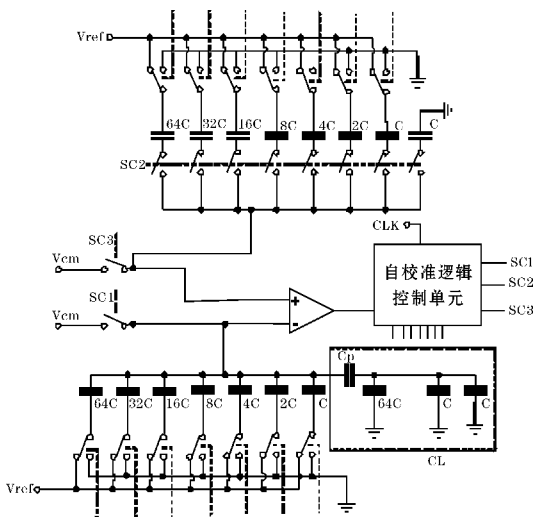 Vref
64C 32C 16C 8C 4C 2C C C
SC2
CLK
SC3
Vcm
自校准逻辑
控制单元
SC1
SC2
SC3
+
SC1
Vcm
-
Cp
64C 32C 16C 8C 4C 2C C
64C C C
CL
Vref